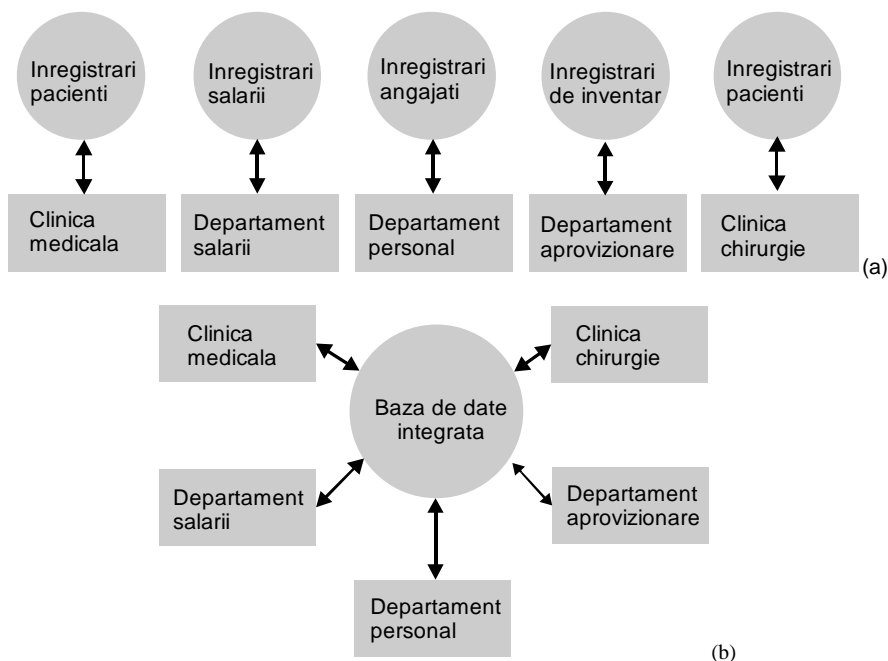 Inregistrari
pacienti
Inregistrari
salarii
Inregistrari
angajati
Inregistrari
de inventar
Inregistrari
pacienti
Clinica
medicala
Departament
salarii
Departament
personal
Departament
aprovizionare
Clinica
chirurgie
(a)
Clinica
medicala
Clinica
chirurgie
Baza de date
integrata
Departament
salarii
Departament
aprovizionare
Departament
personal
(b)